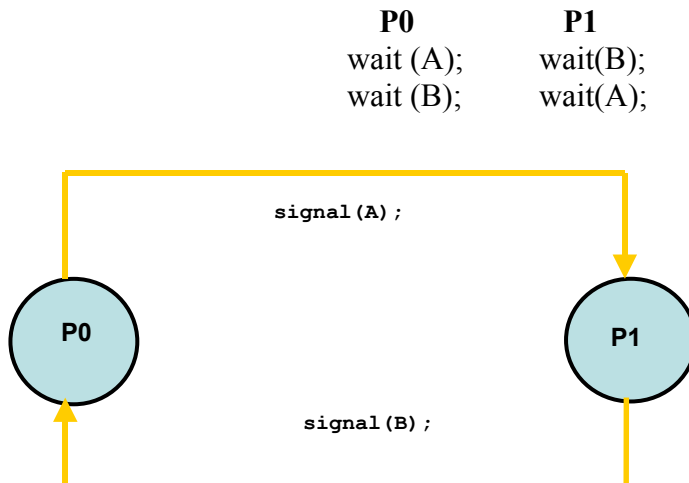 P0 P1
wait (A); wait(B);
wait (B); wait(A);
signal(A);
P0
P1
signal(B);